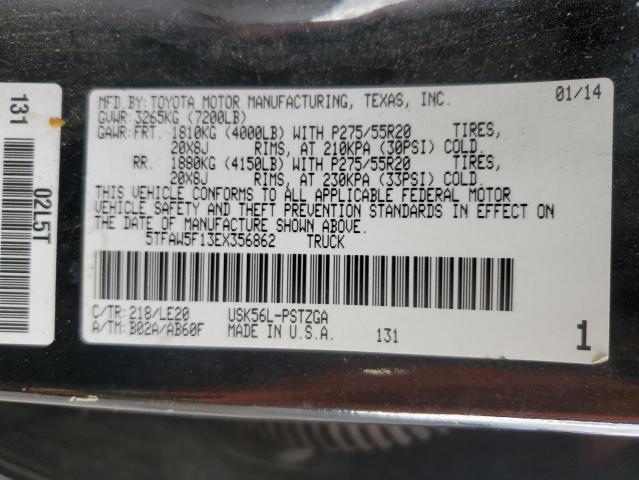 MFD.BY: TOYOTA MOTOR MANUFACTURING, TEXAS, INC. 01/14
GVWR: 3265KG (7200LB)
GAWR: FRT. 1810KG (4000LB) WITH P275/55R20 TIRES,
20X8J RIMS, AT 210KPA (30PSI) COLD.
RR. 1880KG (4150LB) WITH P275/55R20 TIRES,
20X8J RIMS, AT 230KPA (33PSI) COLD.
THIS VEHICLE CONFORMS TO ALL APPLICABLE FEDERAL MOTOR
VEHICLE SAFETY AND THEFT PREVENTION STANDARDS IN EFFECT ON
THE DATE OF MANUFACTURE SHOWN ABOVE.
5TFAW5F13EX356862 TRUCK
C/TR: 218/LE20 USK56L-PSTZGA
A/TM: B02A/AB60F MADE IN U.S.A. 131
1
131
02L5T